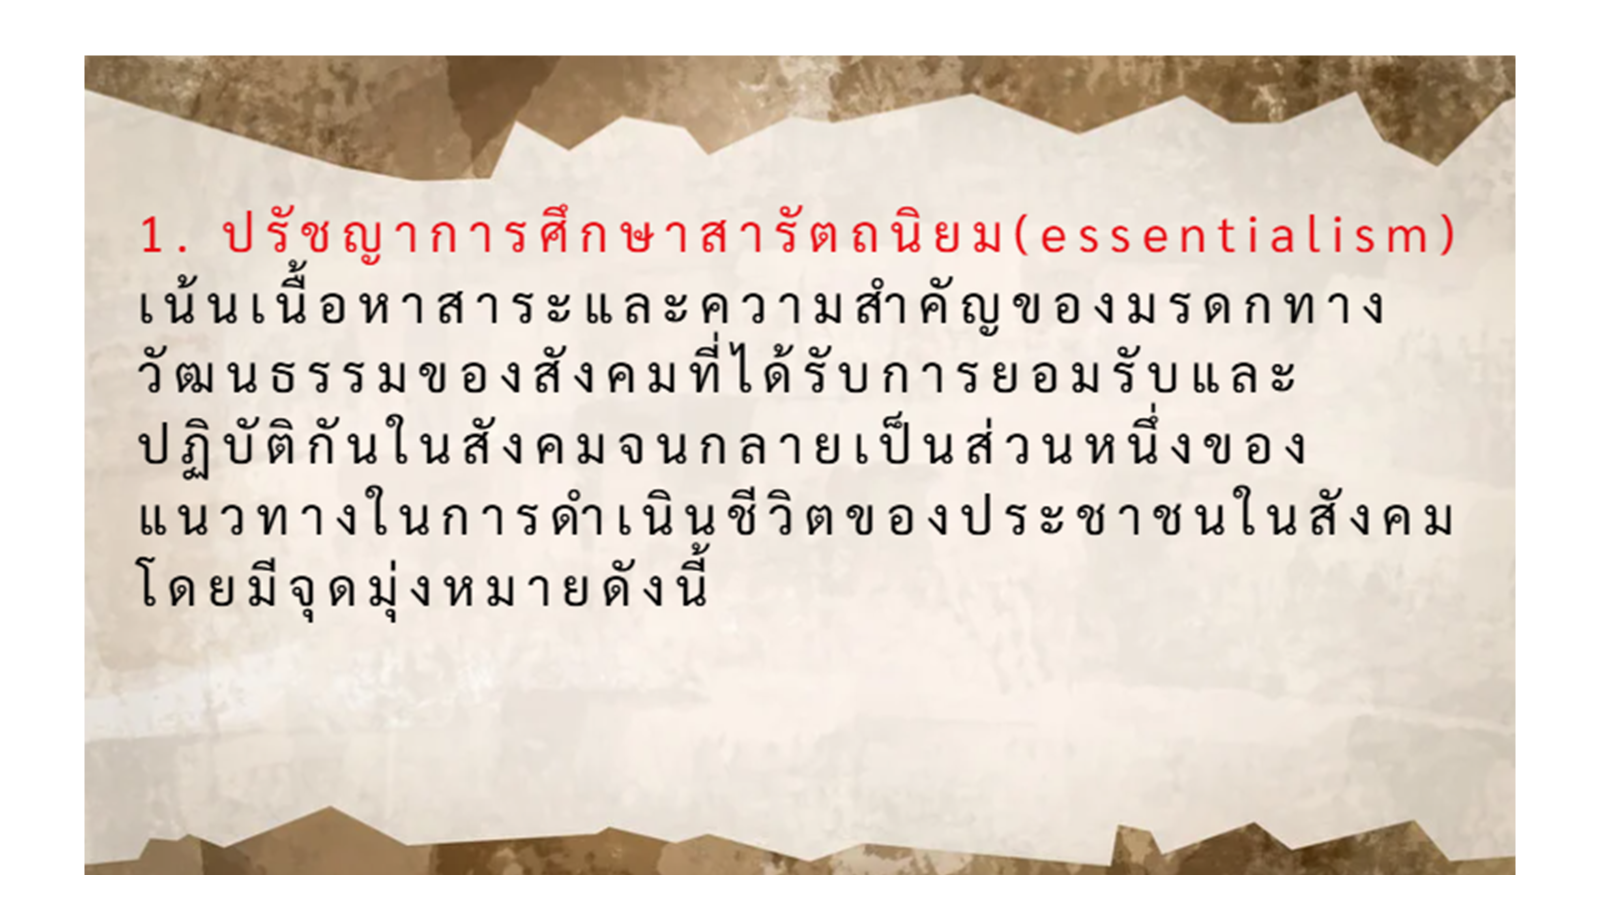 1. ปรัชญาการศึกษาสารัตถนิยม(essentialism)
เน้นเนื้อหาสาระและความสำคัญของมรดกทาง
วัฒนธรรมของสังคมที่ได้รับการยอมรับและ
ปฏิบัติกันในสังคมจนกลายเป็นส่วนหนึ่งของ
แนวทางในการดำเนินชีวิตของประชาชนในสังคม
โดยมีจุดมุ่งหมายดังนี้